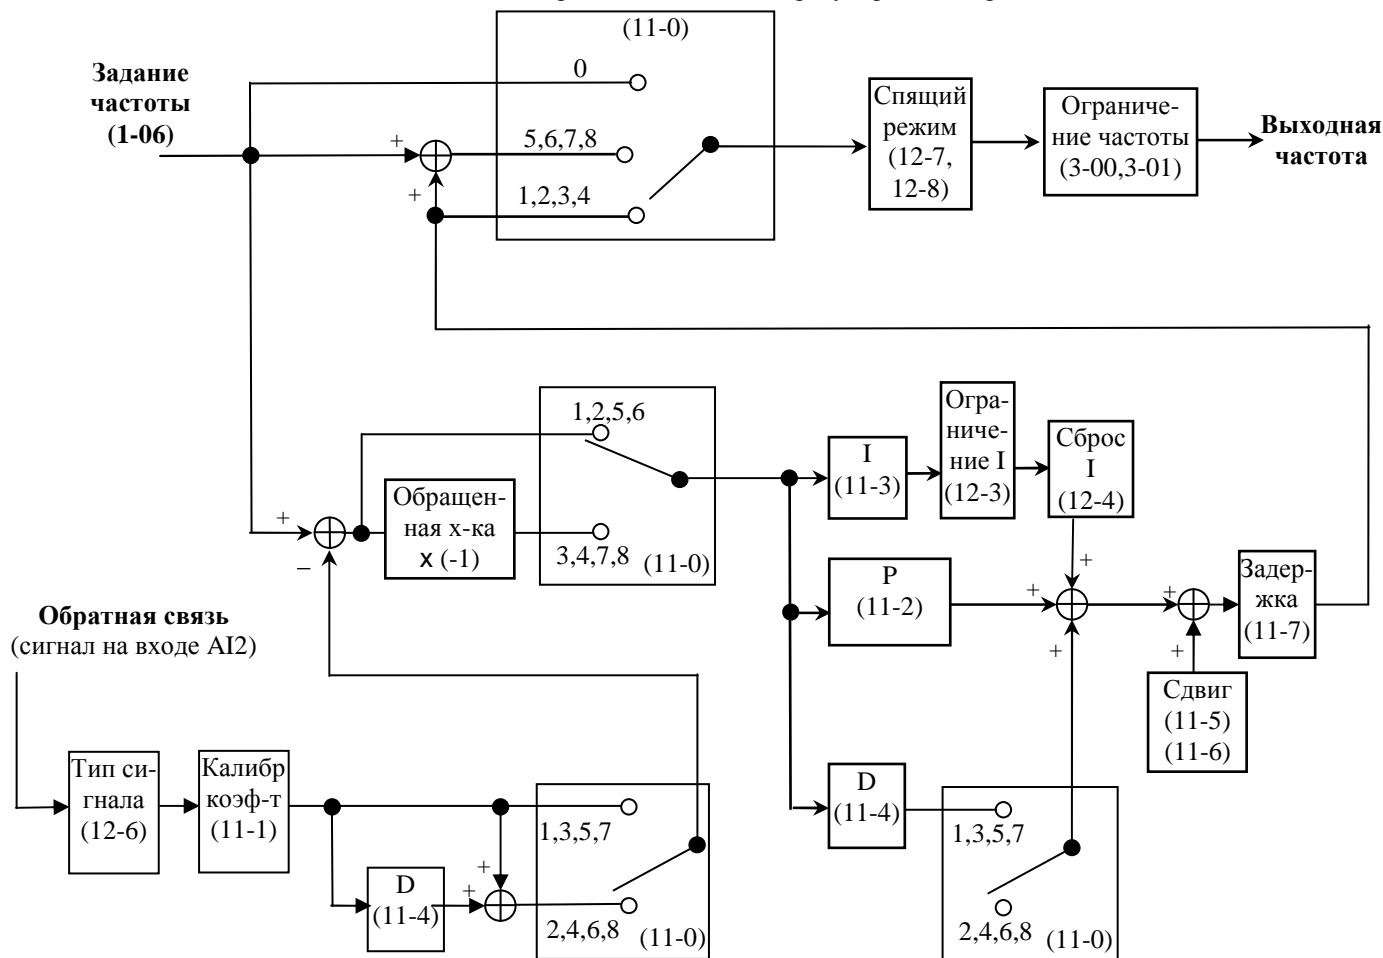 (11-0)
Задание
частоты
(1-06)
0
5,6,7,8
1,2,3,4
+
+
Спящий
режим
(12-7,
12-8)
Ограниче-
ние частоты
(3-00,3-01)
Выходная
частота
1,2,5,6
3,4,7,8
(11-0)
+
–
Обращен-
ная х-ка
х (-1)
I
(11-3)
Огра-
ниче-
ние I
(12-3)
Сброс
I
(12-4)
P
(11-2)
+
+
+
+
+
Задер-
жка
(11-7)
Сдвиг
(11-5)
(11-6)
Обратная связь
(сигнал на входе AI2)
Тип си-
гнала
(12-6)
Калибр
коэф-т
(11-1)
D
(11-4)
+
+
1,3,5,7
2,4,6,8
(11-0)
D
(11-4)
1,3,5,7
2,4,6,8
(11-0)